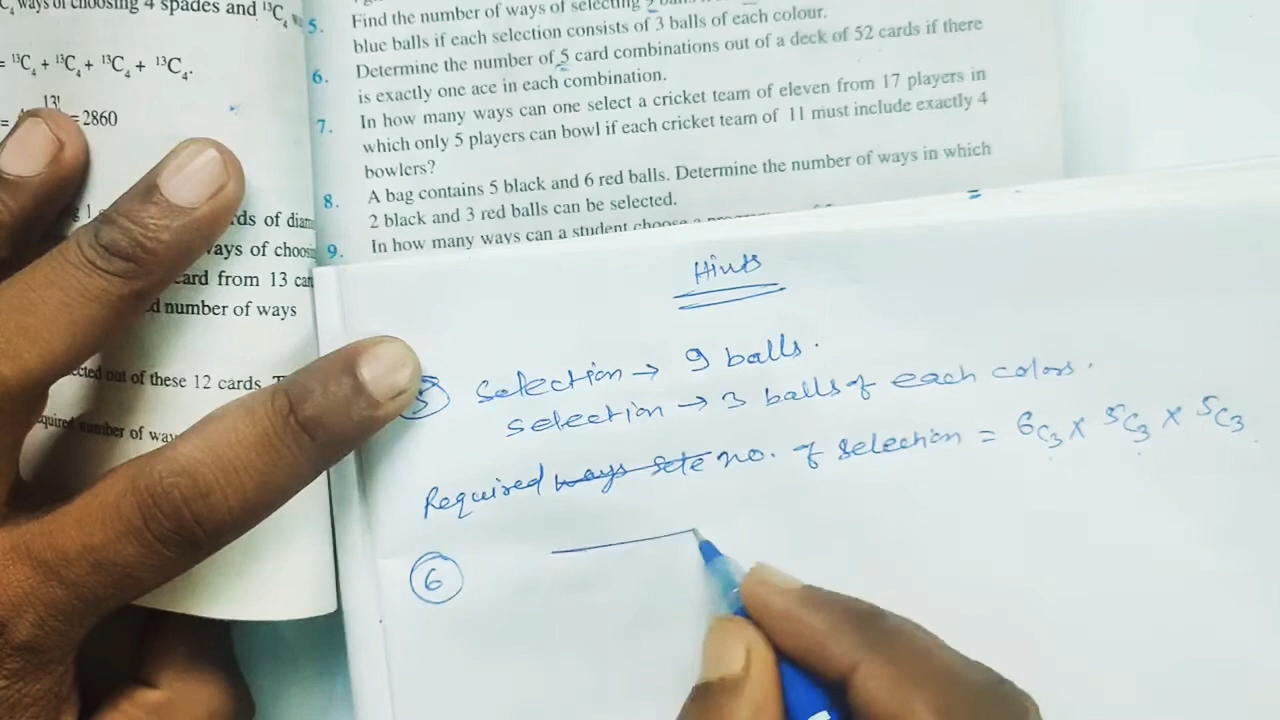 C₄ ways of choosing 4 spades and ¹³C₄
= ¹³C₄ + ¹³C₄ + ¹³C₄ + ¹³C₄.
13!
= 2860
rds of diam
ways of choosi
card from 13 car
d number of ways
ected out of these 12 cards.
quired number of way
5. Find the number of ways of selecting 9
blue balls if each selection consists of 3 balls of each colour.
6. Determine the number of 5 card combinations out of a deck of 52 cards if there
is exactly one ace in each combination.
7. In how many ways can one select a cricket team of eleven from 17 players in
which only 5 players can bowl if each cricket team of 11 must include exactly 4
bowlers?
8. A bag contains 5 black and 6 red balls. Determine the number of ways in which
2 black and 3 red balls can be selected.
9. In how many ways can a student choose a
Hints
Selection → 9 balls.
selection → 3 balls of each colors.
Required ways sele no. of selection = ⁶C₃ × ⁵C₃ × ⁵C₃
6